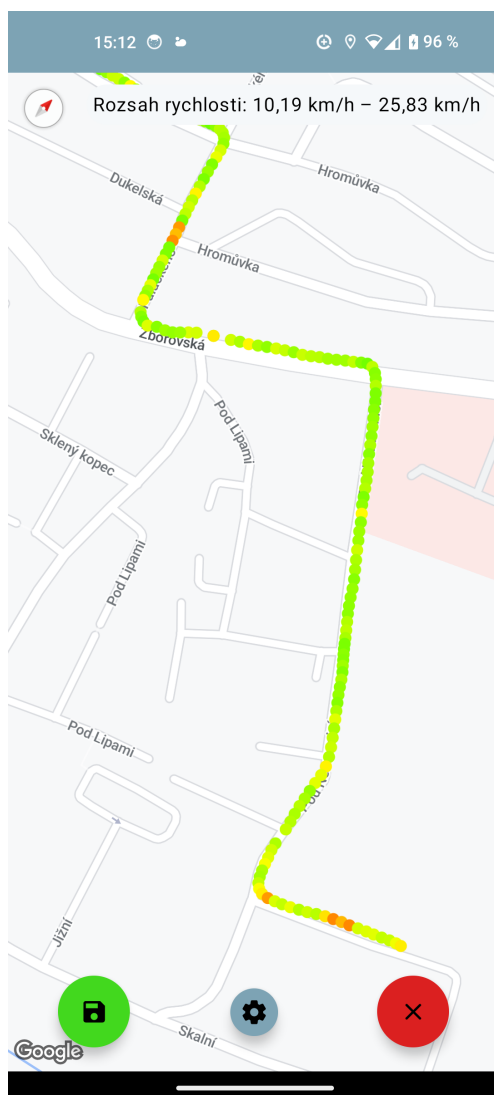 15:12
96 %
Rozsah rychlosti: 10,19 km/h – 25,83 km/h
Hromůvka
Dukelská
Hromůvka
Zborovská
Pod Lipami
Sklený kopec
Pod Lipami
Pod Lipami
Jižní
Skalní
Google